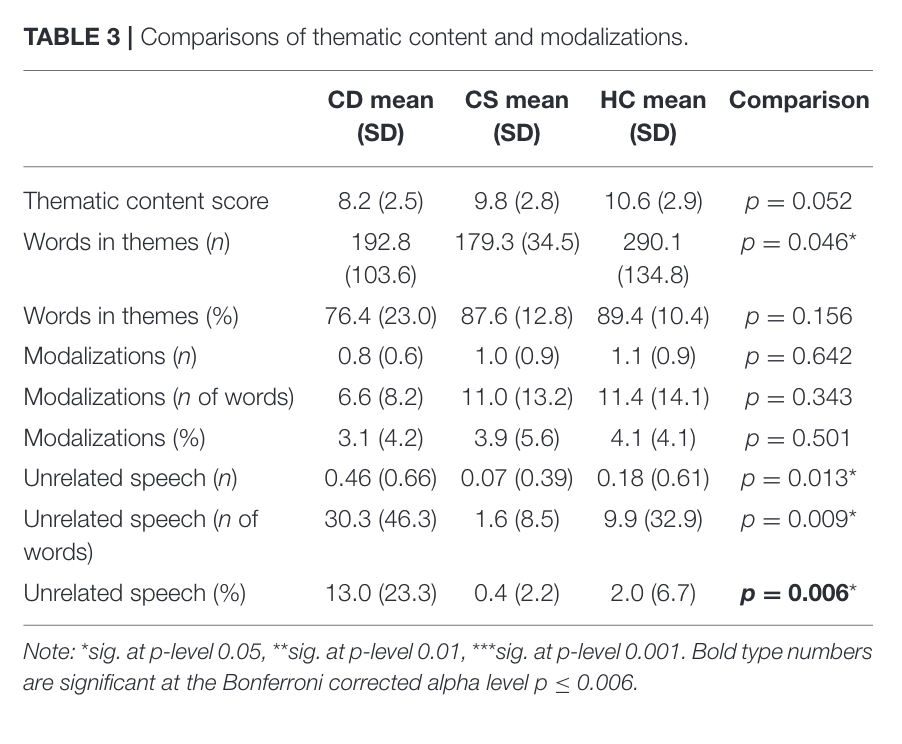 TABLE 3 | Comparisons of thematic content and modalizations.
CD mean CS mean HC mean Comparison
(SD) (SD) (SD)
Thematic content score 8.2 (2.5) 9.8 (2.8) 10.6 (2.9) p = 0.052
Words in themes (n) 192.8 179.3 (34.5) 290.1 p = 0.046*
(103.6) (134.8)
Words in themes (%) 76.4 (23.0) 87.6 (12.8) 89.4 (10.4) p = 0.156
Modalizations (n) 0.8 (0.6) 1.0 (0.9) 1.1 (0.9) p = 0.642
Modalizations (n of words) 6.6 (8.2) 11.0 (13.2) 11.4 (14.1) p = 0.343
Modalizations (%) 3.1 (4.2) 3.9 (5.6) 4.1 (4.1) p = 0.501
Unrelated speech (n) 0.46 (0.66) 0.07 (0.39) 0.18 (0.61) p = 0.013*
Unrelated speech (n of 30.3 (46.3) 1.6 (8.5) 9.9 (32.9) p = 0.009*
words)
Unrelated speech (%) 13.0 (23.3) 0.4 (2.2) 2.0 (6.7) p = 0.006*
Note: *sig. at p-level 0.05, **sig. at p-level 0.01, ***sig. at p-level 0.001. Bold type numbers
are significant at the Bonferroni corrected alpha level p ≤ 0.006.